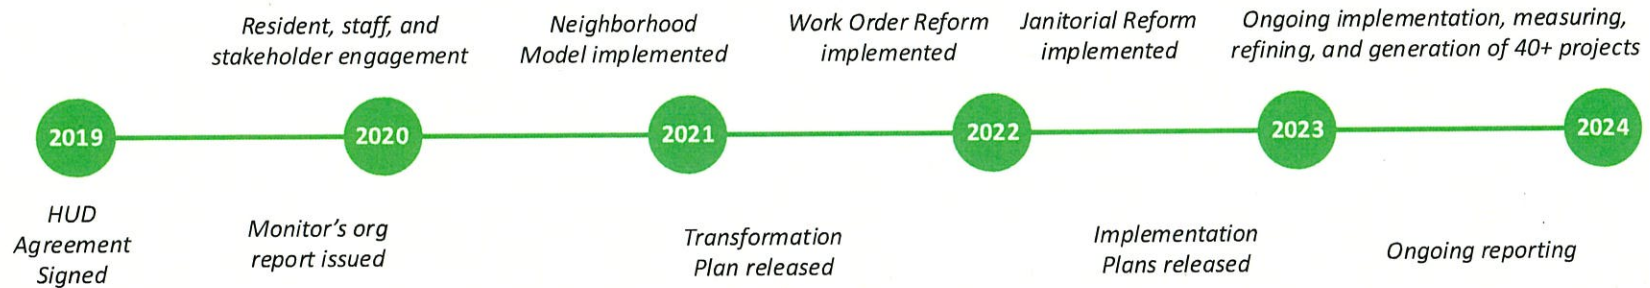 Resident, staff, and
stakeholder engagement
Neighborhood
Model implemented
Work Order Reform
implemented
Janitorial Reform
implemented
Ongoing implementation, measuring,
refining, and generation of 40+ projects
2019
2020
2021
2022
2023
2024
HUD
Agreement
Signed
Monitor's org
report issued
Transformation
Plan released
Implementation
Plans released
Ongoing reporting